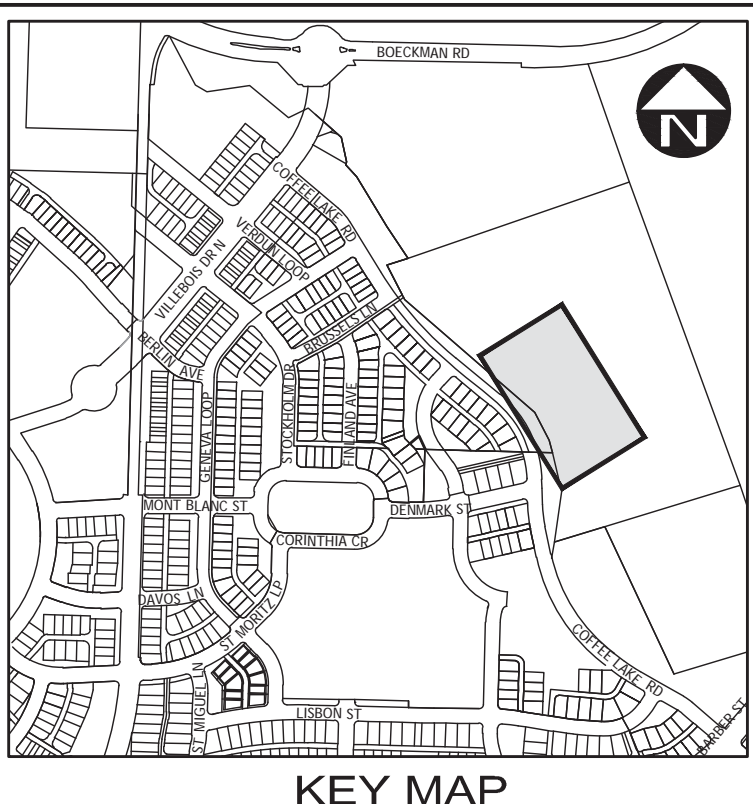 BOECKMAN RD
N
COFFEE LAKE RD
VERDUN LOOP
VILLEBOIS DR N
BRUSSELS LN
BERLIN AVE
STOCKHOLM DR
FINLAND AVE
GENEVA LOOP
MONT BLANC ST
DENMARK ST
CORINTHIA CR
DAVOS LN
ST MORITZ LP
COFFEE LAKE RD
ST MIGUEL LN
LISBON ST
BARBER ST
KEY MAP